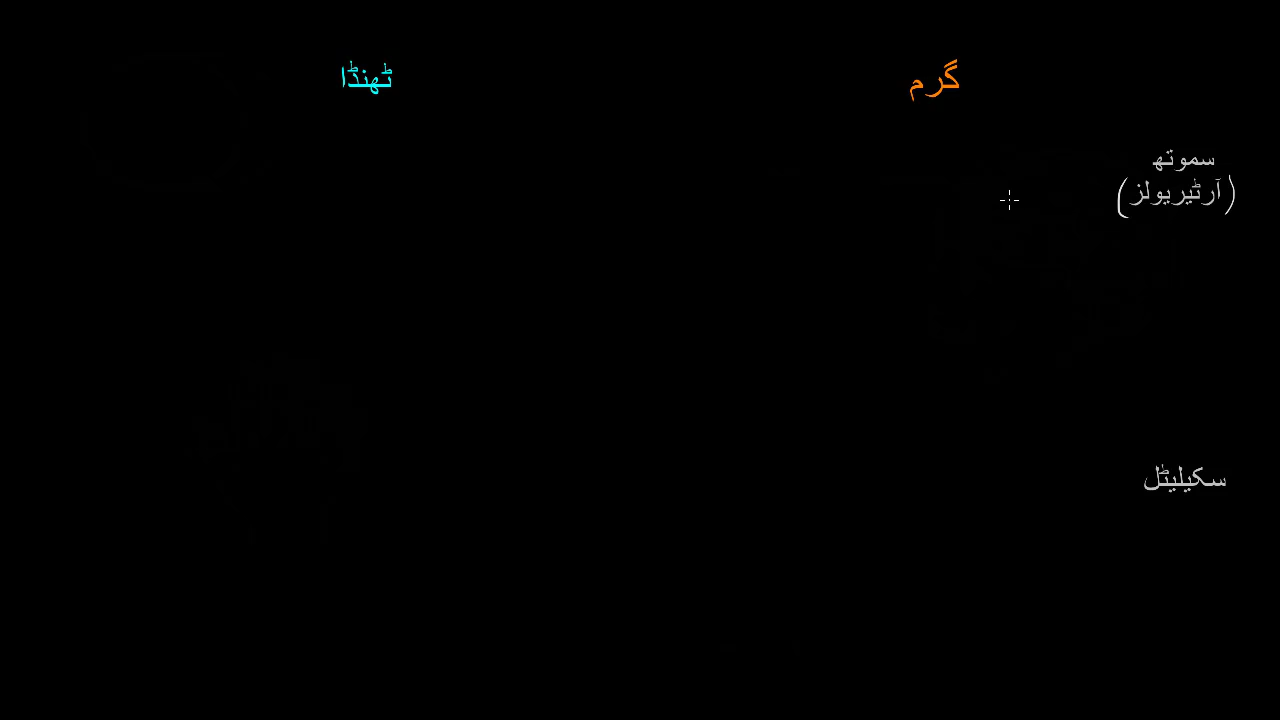 گرم
ٹھنڈا
سموتھ
(آرٹیریولز)
سکیلیٹل